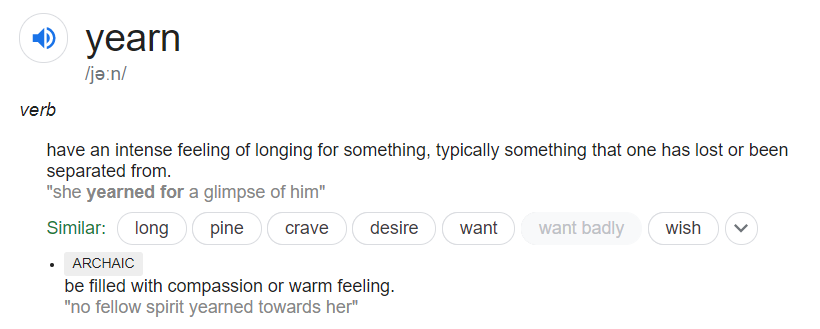 yearn
/jəːn/
verb
have an intense feeling of longing for something, typically something that one has lost or been
separated from.
"she yearned for a glimpse of him"
Similar: long pine crave desire want want badly wish
ARCHAIC
be filled with compassion or warm feeling.
"no fellow spirit yearned towards her"